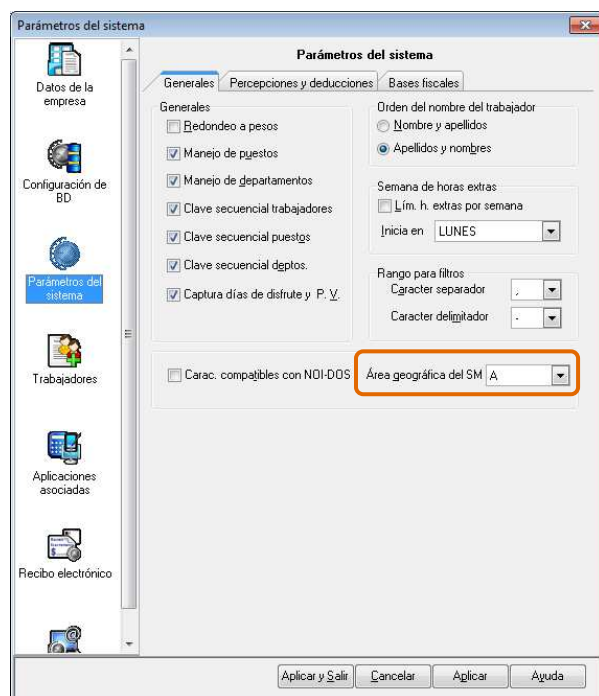 Parámetros del sistema
Datos de la
empresa
Configuración de
BD
Parámetros del
sistema
Trabajadores
Aplicaciones
asociadas
Recibo electrónico
Parámetros del sistema
Generales
Percepciones y deducciones
Bases fiscales
Generales
Redondeo a pesos
Manejo de puestos
Manejo de departamentos
Clave secuencial trabajadores
Clave secuencial puestos
Clave secuencial deptos.
Captura días de disfrute y P. V.
Carac. compatibles con NOI-DOS
Orden del nombre del trabajador
Nombre y apellidos
Apellidos y nombres
Semana de horas extras
Lím. h. extras por semana
Inicia en LUNES
Rango para filtros
Caracter separador ,
Caracter delimitador -
Área geográfica del SM A
Aplicar y Salir
Cancelar
Aplicar
Ayuda